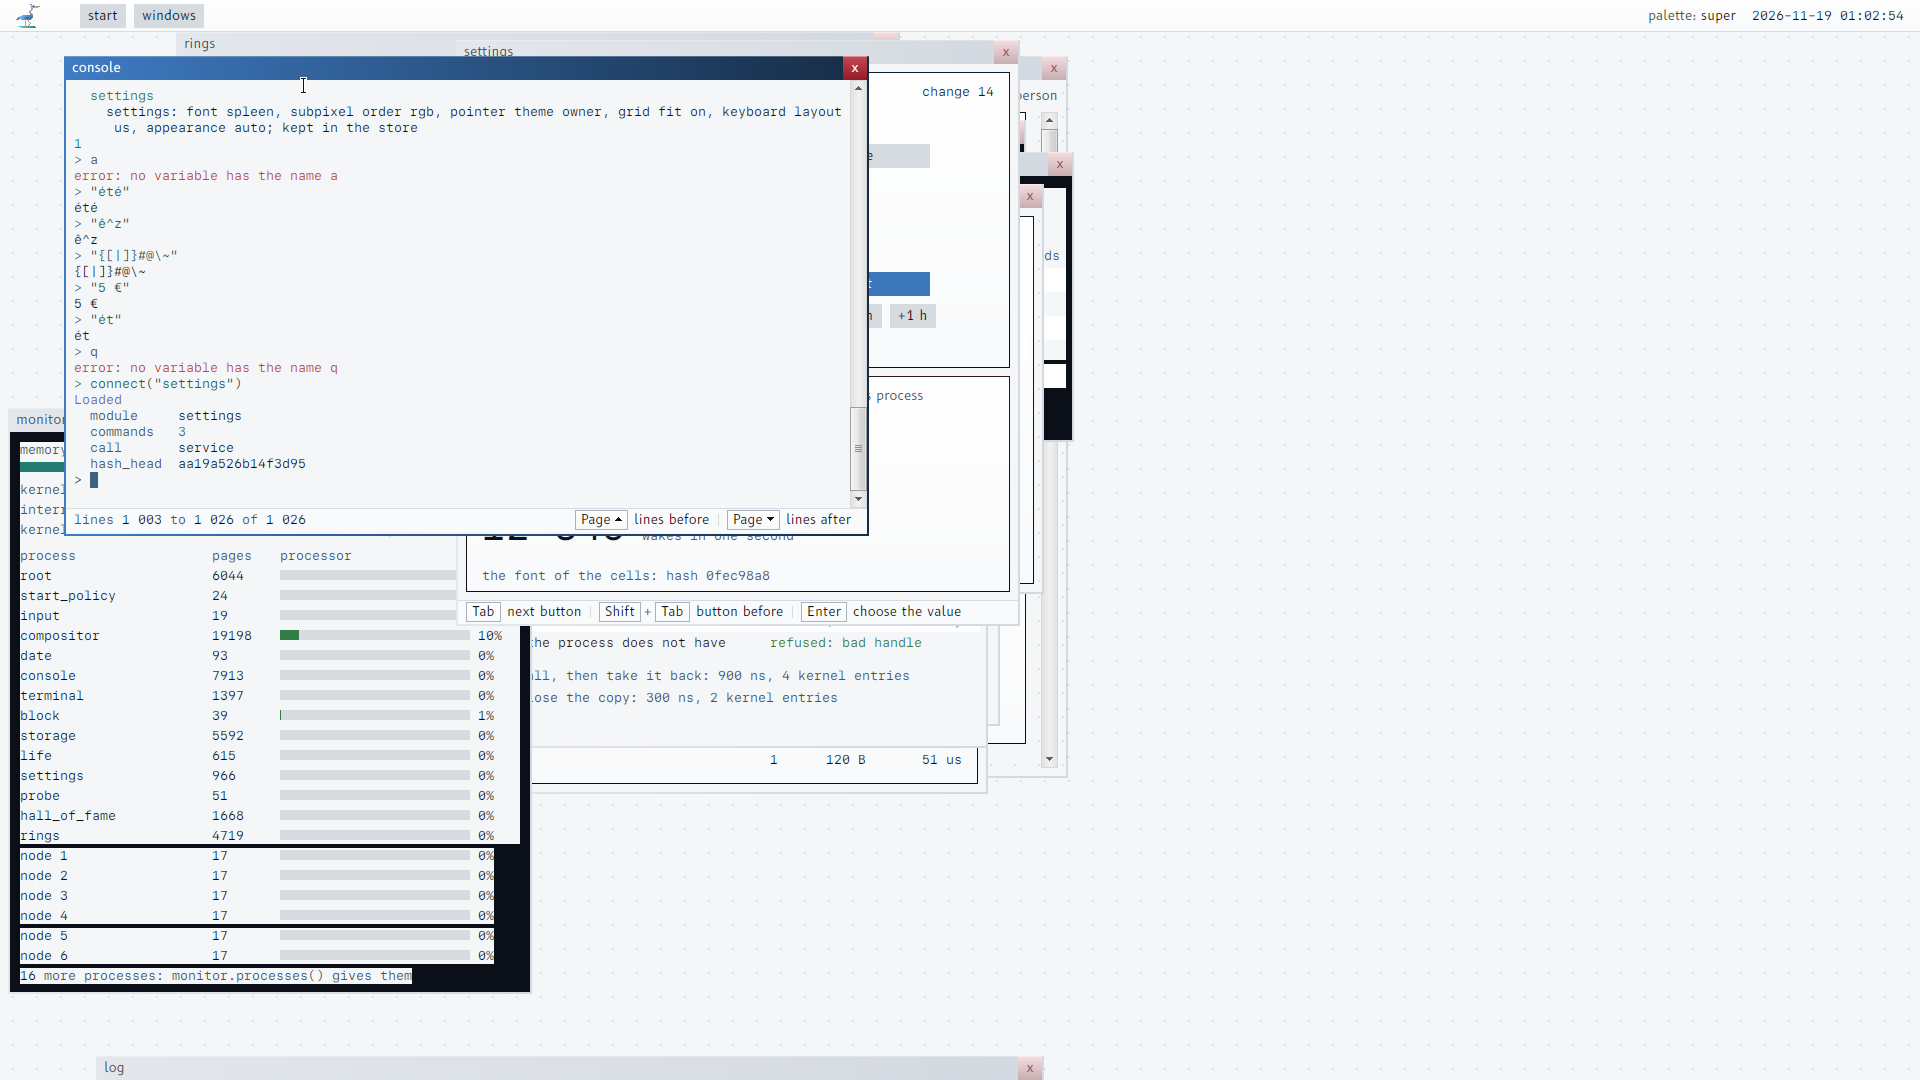 start windows palette: super 2026-11-19 01:02:54
rings
settings x
console x x
settings
settings: font spleen, subpixel order rgb, pointer theme owner, grid fit on, keyboard layout
us, appearance auto; kept in the store
1
> a
error: no variable has the name a
> "été"
été
> "ê^z"
ê^z
> "{[|]}#@\~"
{[|]}#@\~
> "5 €"
5 €
> "ét"
ét
> q
error: no variable has the name q
> connect("settings")
Loaded
module settings
commands 3
call service
hash_head aa19a526b14f3d95
>
lines 1 003 to 1 026 of 1 026 Page lines before Page lines after
change 14
erson
x
x
ds
+1 h
process
wakes in one second
the font of the cells: hash 0fec98a8
Tab next button Shift + Tab button before Enter choose the value
the process does not have refused: bad handle
all, then take it back: 900 ns, 4 kernel entries
ose the copy: 300 ns, 2 kernel entries
1 120 B 51 us
monitor
memory
kernel
inter
kernel
process pages processor
root 6044
start_policy 24
input 19
compositor 19198 10%
date 93 0%
console 7913 0%
terminal 1397 0%
block 39 1%
storage 5592 0%
life 615 0%
settings 966 0%
probe 51 0%
hall_of_fame 1668 0%
rings 4719 0%
node 1 17 0%
node 2 17 0%
node 3 17 0%
node 4 17 0%
node 5 17 0%
node 6 17 0%
16 more processes: monitor.processes() gives them
log x